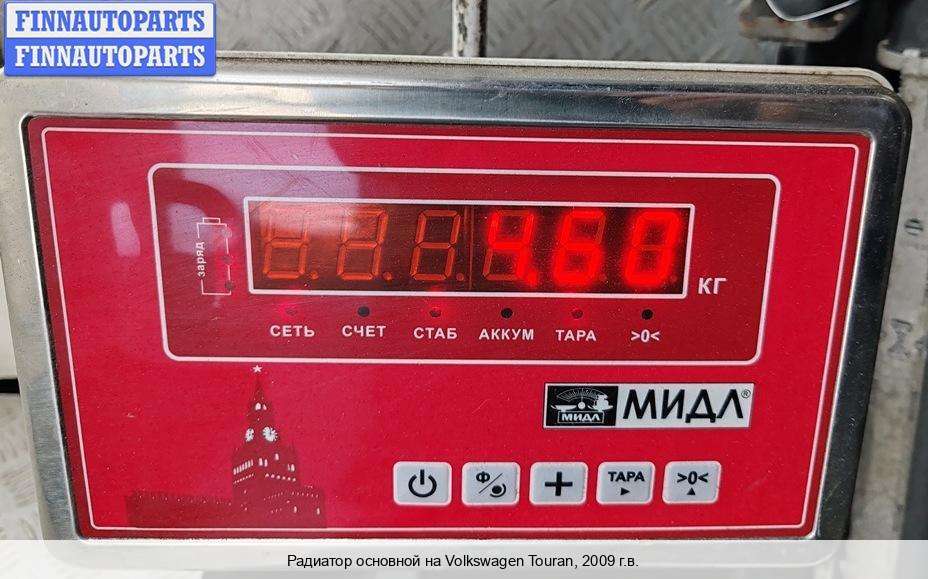 FINNAUTOPARTS
FINNAUTOPARTS
заряд
4.60
КГ
СЕТЬ СЧЕТ СТАБ АККУМ ТАРА >0<
МИДЛ МИДЛ®
Ф ТАРА >0<
Радиатор основной на Volkswagen Touran, 2009 г.в.